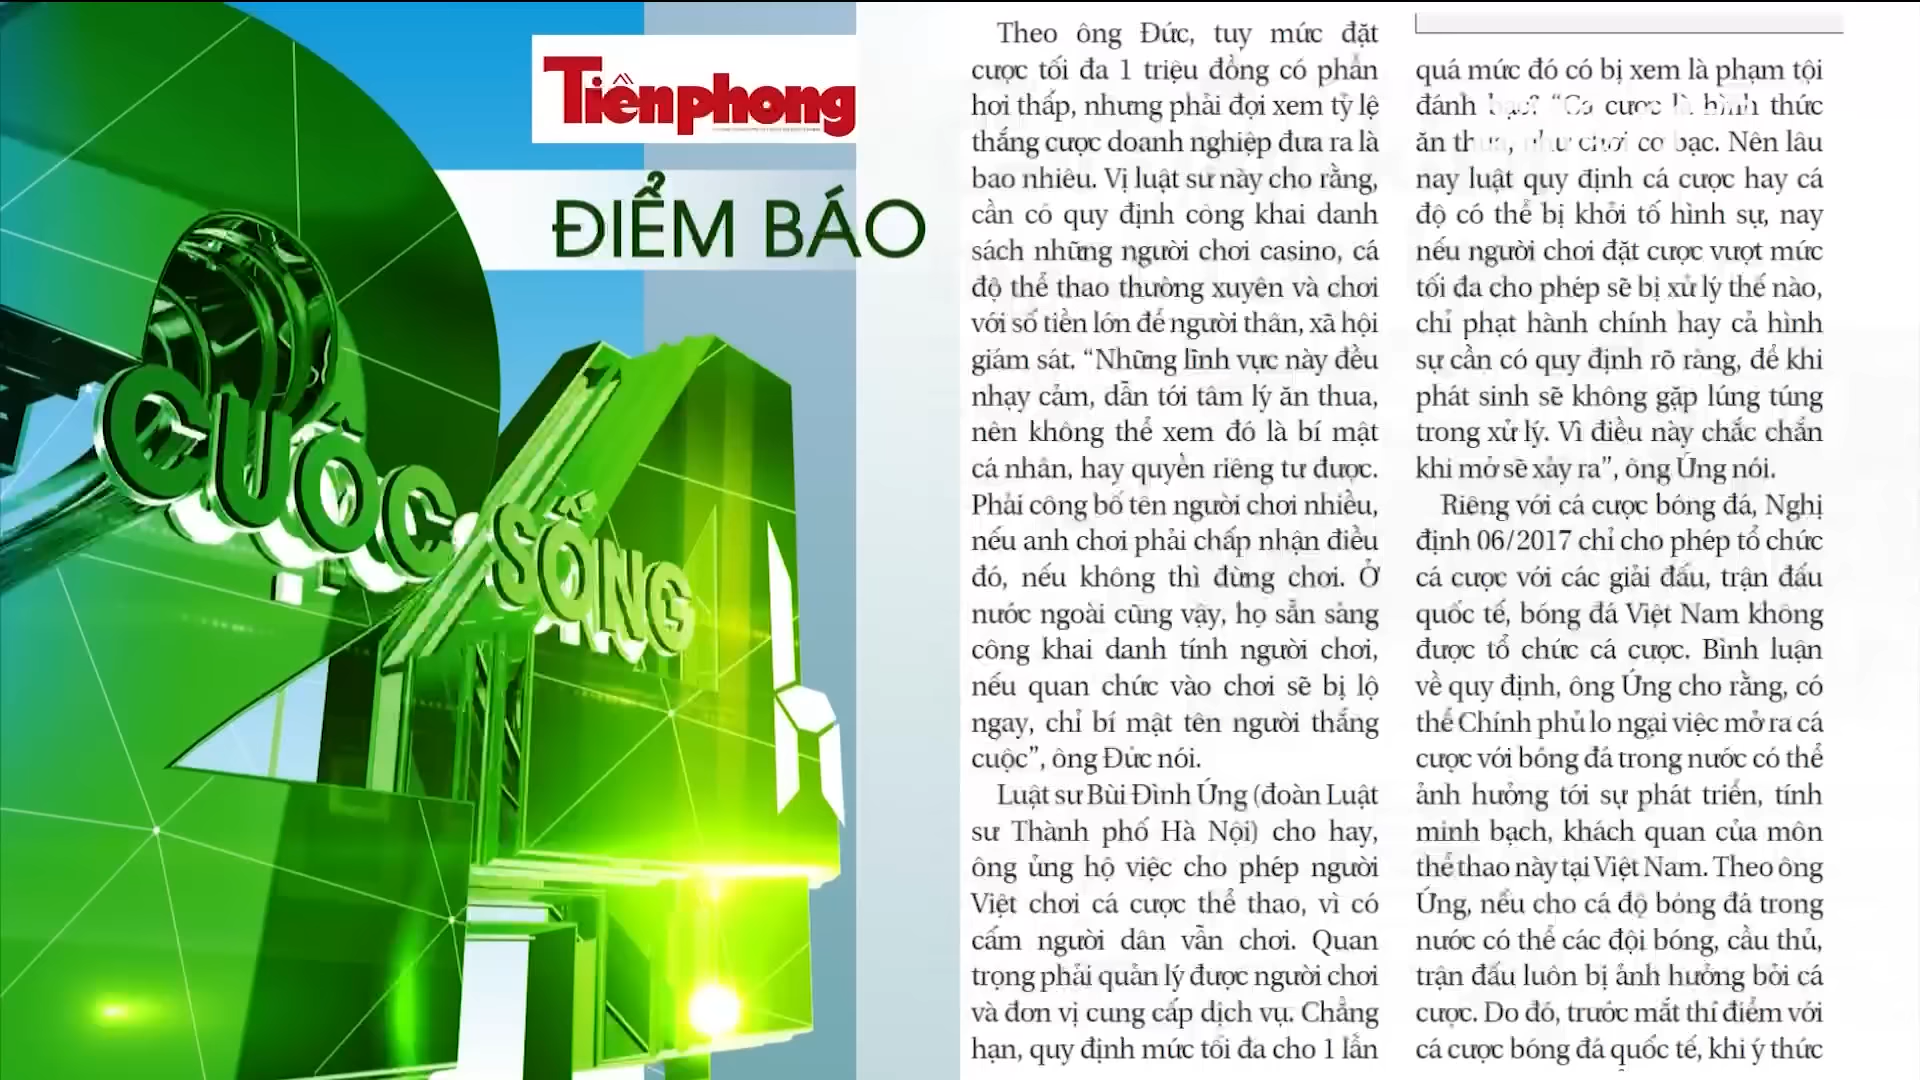 Tiềnphong
ĐIỂM BÁO
CUỘC SỐNG
24h
Theo ông Đức, tuy mức đặt
cược tối đa 1 triệu đồng có phần
hơi thấp, nhưng phải đợi xem tỷ lệ
thắng cược doanh nghiệp đưa ra là
bao nhiêu. Vị luật sư này cho rằng,
cần có quy định công khai danh
sách những người chơi casino, cá
độ thể thao thường xuyên và chơi
với số tiền lớn để người thân, xã hội
giám sát. “Những lĩnh vực này đều
nhạy cảm, dẫn tới tâm lý ăn thua,
nên không thể xem đó là bí mật
cá nhân, hay quyền riêng tư được.
Phải công bố tên người chơi nhiều,
nếu anh chơi phải chấp nhận điều
đó, nếu không thì đừng chơi. Ở
nước ngoài cũng vậy, họ sẵn sàng
công khai danh tính người chơi,
nếu quan chức vào chơi sẽ bị lộ
ngay, chỉ bí mật tên người thắng
cuộc”, ông Đức nói.
Luật sư Bùi Đình Ứng (đoàn Luật
sư Thành phố Hà Nội) cho hay,
ông ủng hộ việc cho phép người
Việt chơi cá cược thể thao, vì có
cấm người dân vẫn chơi. Quan
trọng phải quản lý được người chơi
và đơn vị cung cấp dịch vụ. Chẳng
hạn, quy định mức tối đa cho 1 lần
quá mức đó có bị xem là phạm tội
đánh bạc? “Cá cược là hình thức
ăn thua, như chơi cờ bạc. Nên lâu
nay luật quy định cá cược hay cá
độ có thể bị khởi tố hình sự, nay
nếu người chơi đặt cược vượt mức
tối đa cho phép sẽ bị xử lý thế nào,
chỉ phạt hành chính hay cả hình
sự cần có quy định rõ ràng, để khi
phát sinh sẽ không gặp lúng túng
trong xử lý. Vì điều này chắc chắn
khi mở sẽ xảy ra”, ông Ứng nói.
Riêng với cá cược bóng đá, Nghị
định 06/2017 chỉ cho phép tổ chức
cá cược với các giải đấu, trận đấu
quốc tế, bóng đá Việt Nam không
được tổ chức cá cược. Bình luận
về quy định, ông Ứng cho rằng, có
thể Chính phủ lo ngại việc mở ra cá
cược với bóng đá trong nước có thể
ảnh hưởng tới sự phát triển, tính
minh bạch, khách quan của môn
thể thao này tại Việt Nam. Theo ông
Ứng, nếu cho cá độ bóng đá trong
nước có thể các đội bóng, cầu thủ,
trận đấu luôn bị ảnh hưởng bởi cá
cược. Do đó, trước mắt thí điểm với
cá cược bóng đá quốc tế, khi ý thức